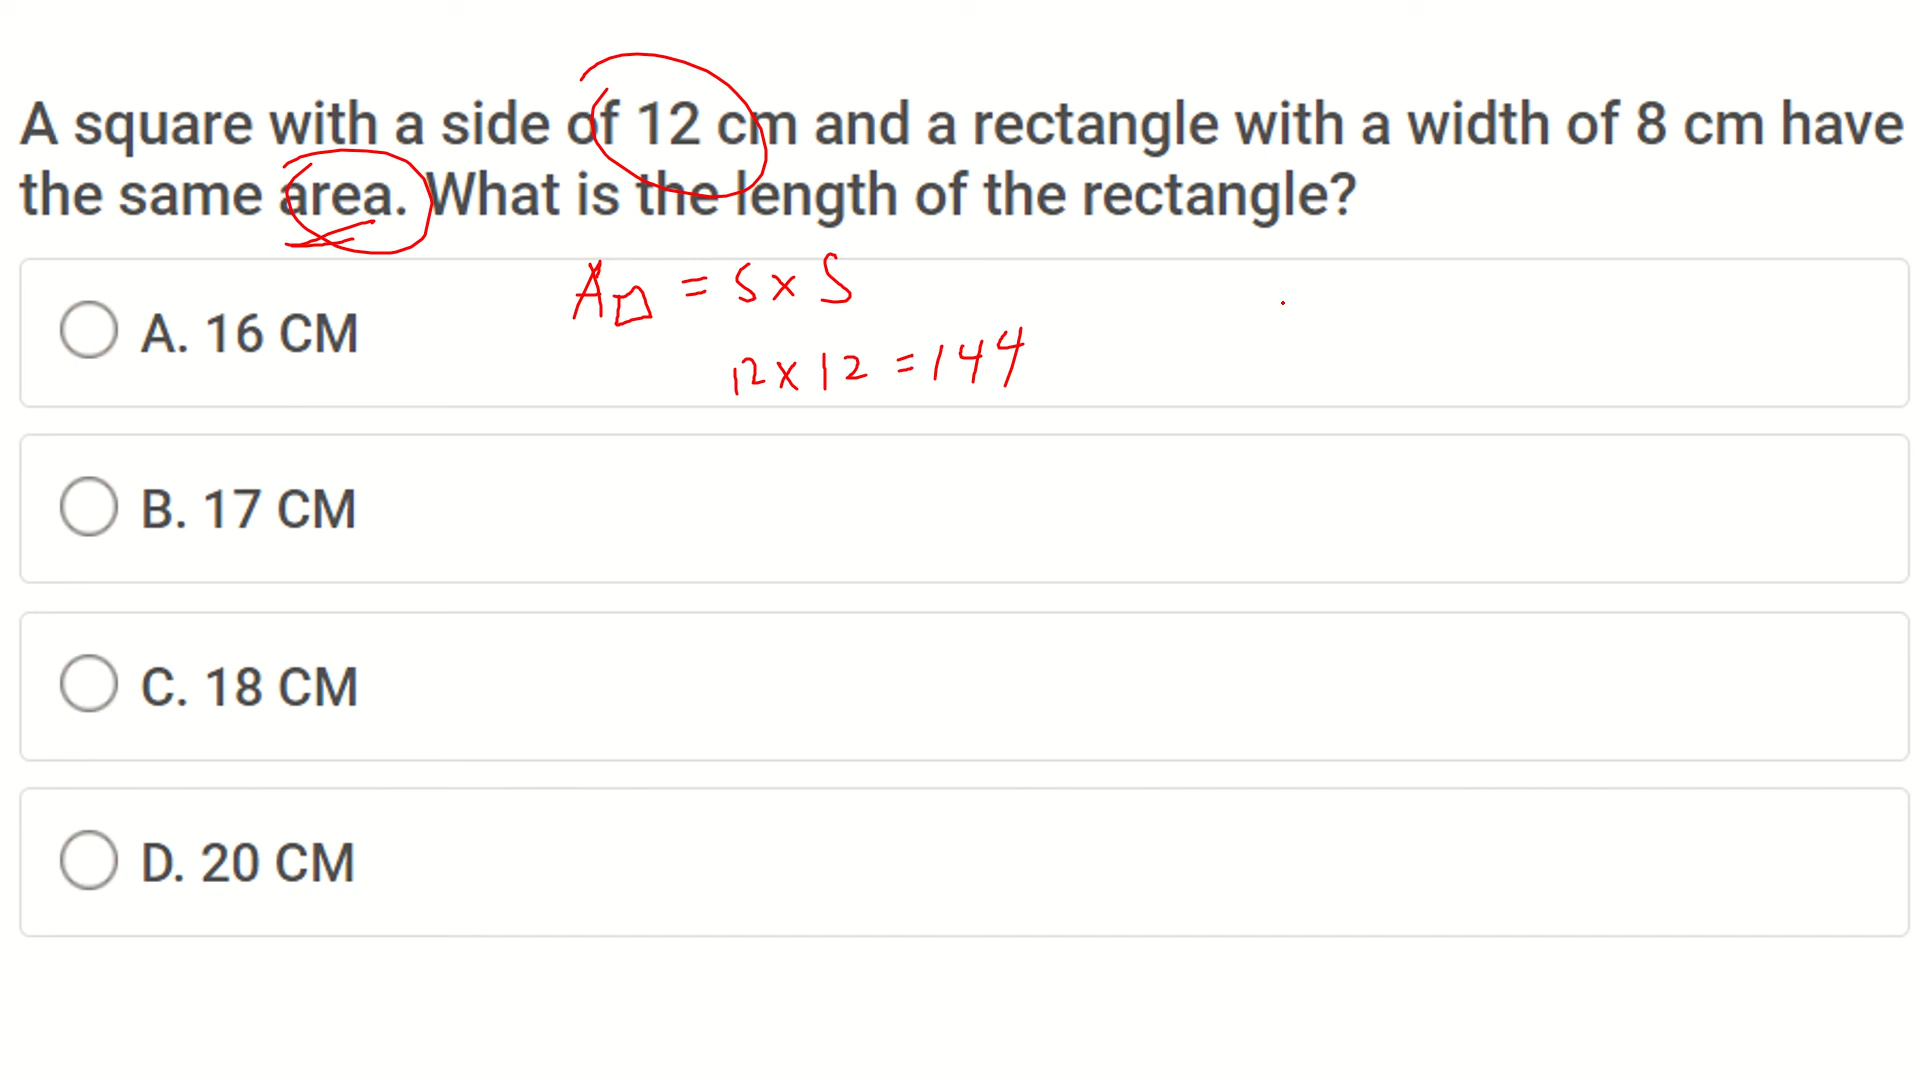 A square with a side of 12 cm and a rectangle with a width of 8 cm have
the same area. What is the length of the rectangle?
A□ = S x S
12 x 12 = 144
A. 16 CM
B. 17 CM
C. 18 CM
D. 20 CM